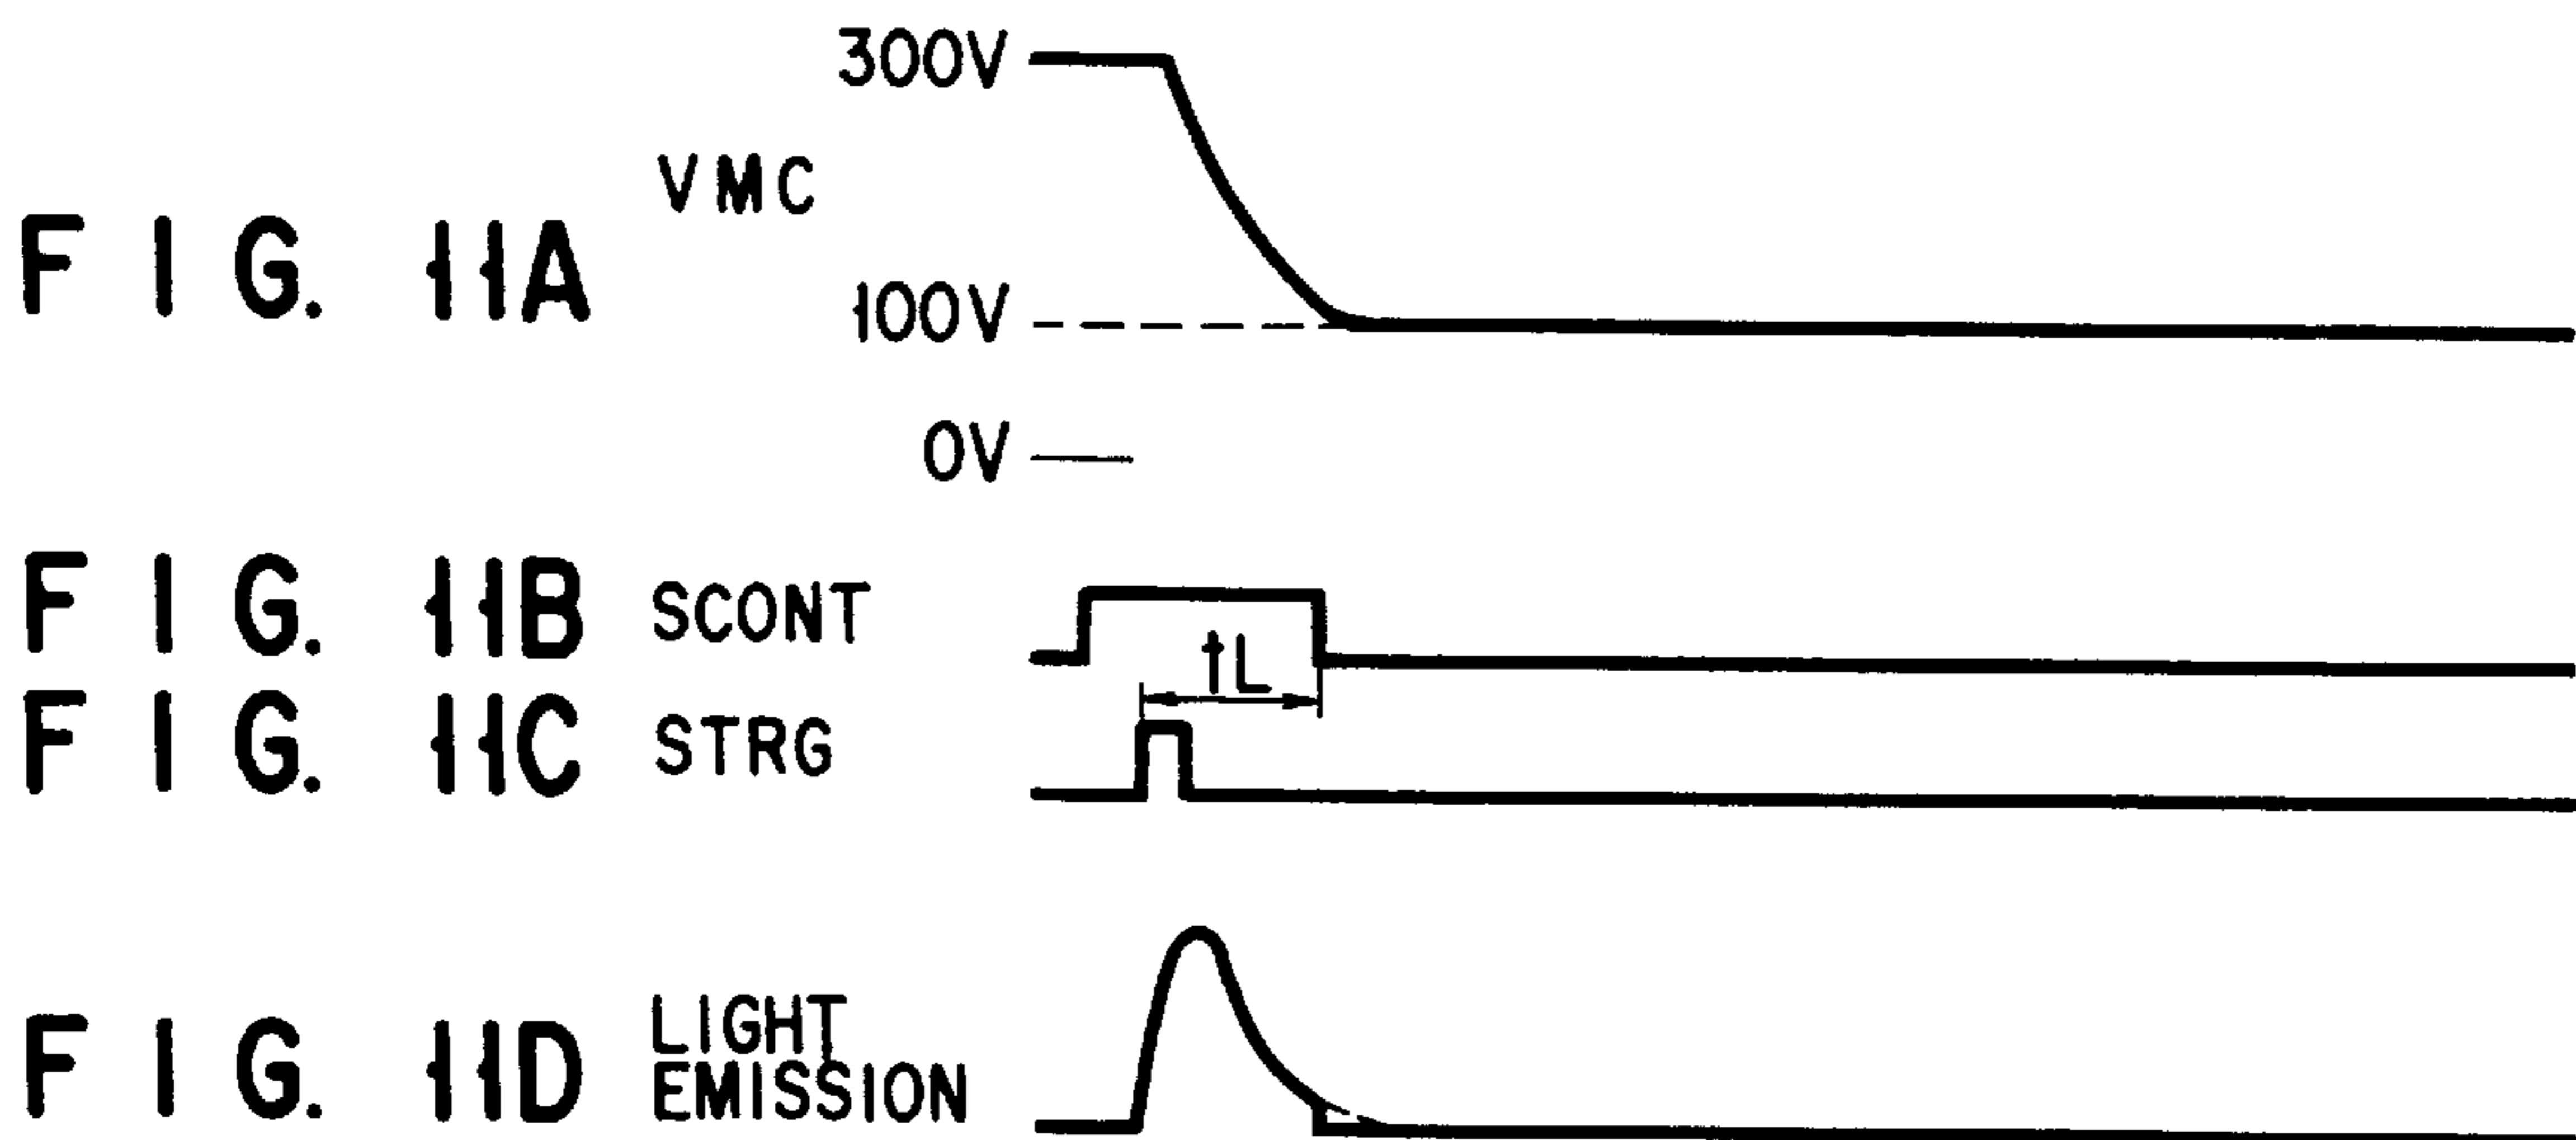 300V
VMC
FIG. 11A
100V
0V
FIG. 11B SCONT
tL
FIG. 11C STRG
FIG. 11D LIGHT
EMISSION